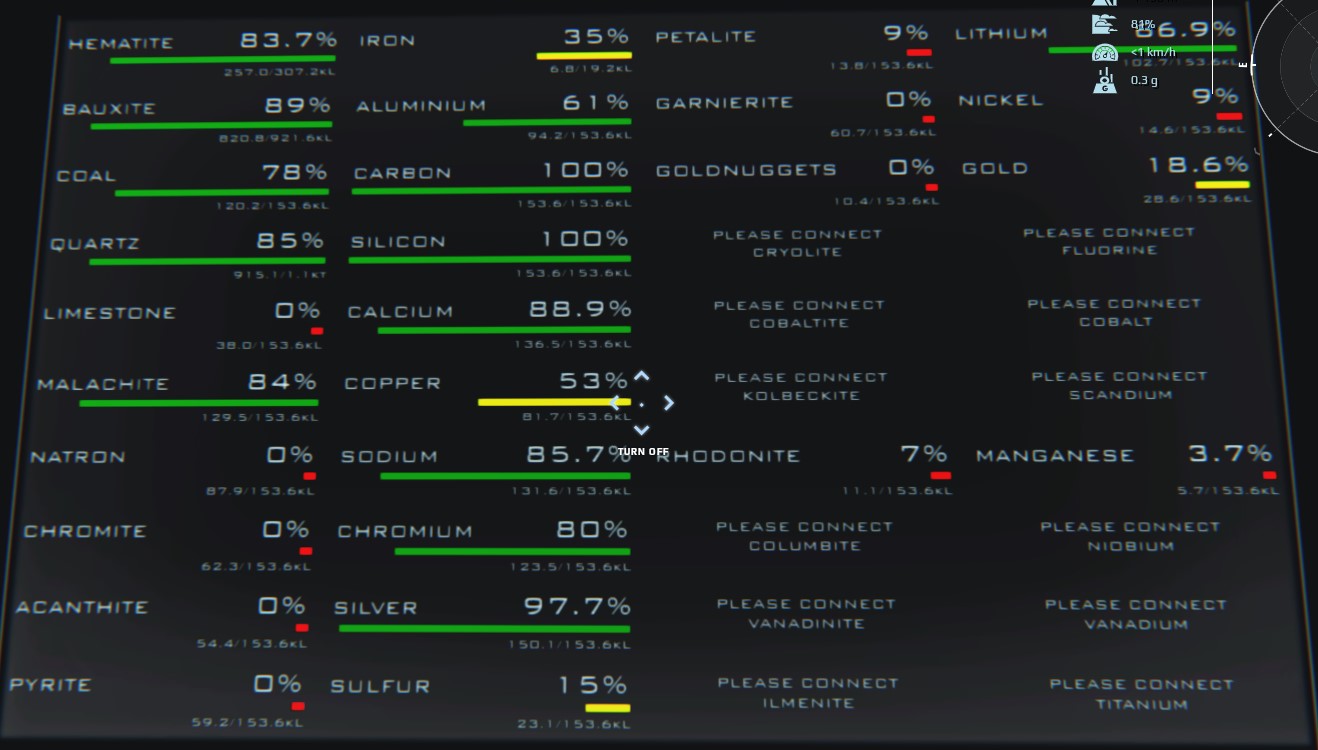 HEMATITE 83.7% IRON 35% PETALITE 9% LITHIUM 66.9%
257.0/307.2KL 6.8/19.2KL 13.8/153.6KL 102.7/153.6KL
81%
<1 km/h
0.3 g
E
BAUXITE 89% ALUMINIUM 61% GARNIERITE 0% NICKEL 9%
820.8/921.6KL 94.2/153.6KL 60.7/153.6KL 14.6/153.6KL
COAL 78% CARBON 100% GOLDNUGGETS 0% GOLD 18.6%
120.2/153.6KL 153.6/153.6KL 10.4/153.6KL 28.6/153.6KL
QUARTZ 85% SILICON 100% PLEASE CONNECT PLEASE CONNECT
CRYOLITE FLUORINE
915.1/1.1KT 153.6/153.6KL
LIMESTONE 0% CALCIUM 88.9% PLEASE CONNECT PLEASE CONNECT
COBALTITE COBALT
38.0/153.6KL 136.5/153.6KL
MALACHITE 84% COPPER 53% PLEASE CONNECT PLEASE CONNECT
KOLBECKITE SCANDIUM
129.5/153.6KL 81.7/153.6KL
TURN OFF
NATRON 0% SODIUM 85.7% RHODONITE 7% MANGANESE 3.7%
87.9/153.6KL 131.6/153.6KL 11.1/153.6KL 5.7/153.6KL
CHROMITE 0% CHROMIUM 80% PLEASE CONNECT PLEASE CONNECT
COLUMBITE NIOBIUM
62.3/153.6KL 123.5/153.6KL
ACANTHITE 0% SILVER 97.7% PLEASE CONNECT PLEASE CONNECT
VANADINITE VANADIUM
54.4/153.6KL 150.1/153.6KL
PYRITE 0% SULFUR 15% PLEASE CONNECT PLEASE CONNECT
ILMENITE TITANIUM
59.2/153.6KL 23.1/153.6KL